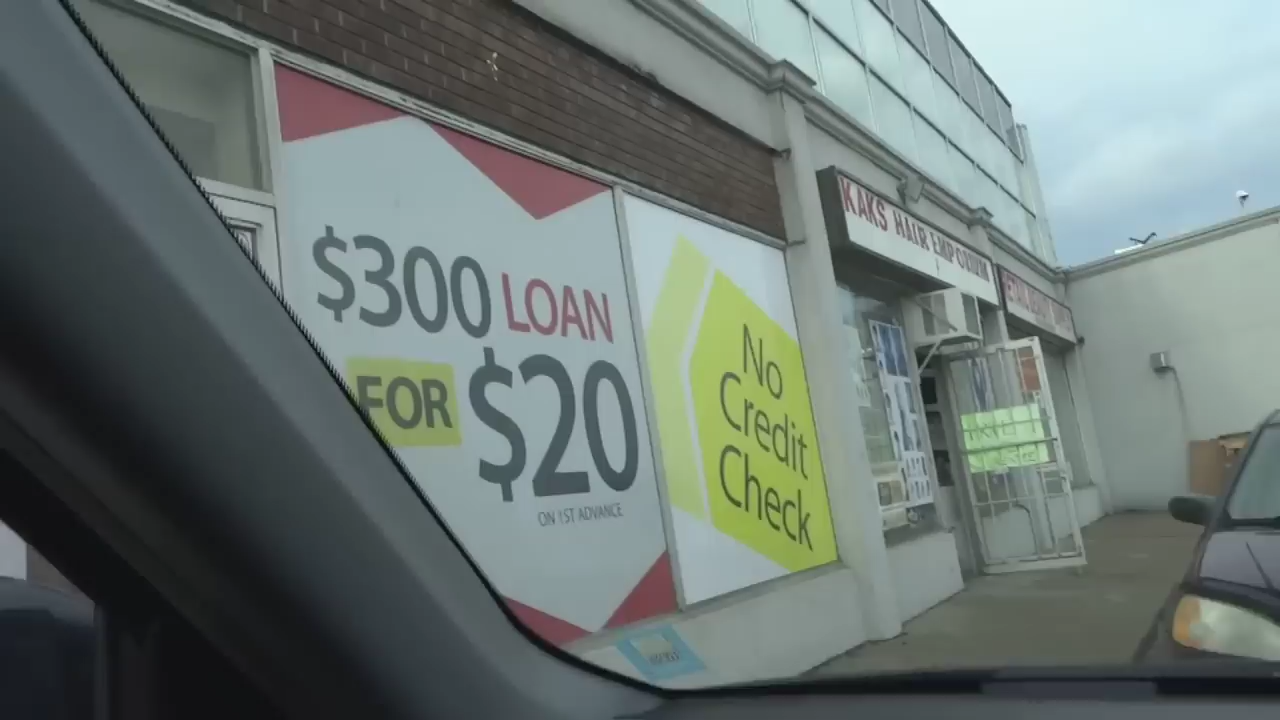 $300 LOAN
FOR $20
ON 1ST ADVANCE
No
Credit
Check
KAKS HAIR EMPORIUM